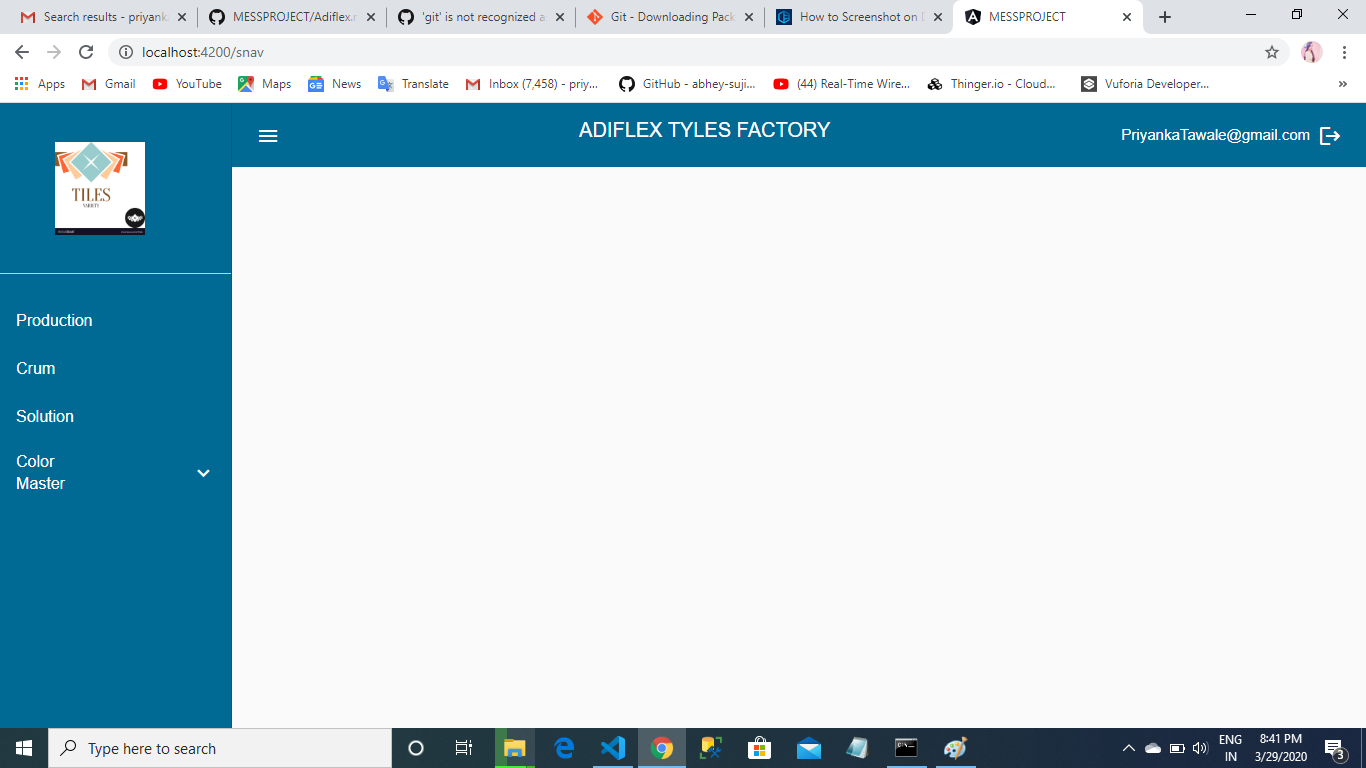 Search results - priyank
MESSPROJECT/Adiflex.r
'git' is not recognized a
Git - Downloading Pack
How to Screenshot on D
MESSPROJECT
localhost:4200/snav
Apps
Gmail
YouTube
Maps
News
Translate
Inbox (7,458) - priy...
GitHub - abhey-suji...
(44) Real-Time Wire...
Thinger.io - Cloud...
Vuforia Developer...
»
ADIFLEX TYLES FACTORY
PriyankaTawale@gmail.com
TILES
VARIETY
Production
Crum
Solution
Color
Master
Type here to search
ENG
IN
8:41 PM
3/29/2020
3